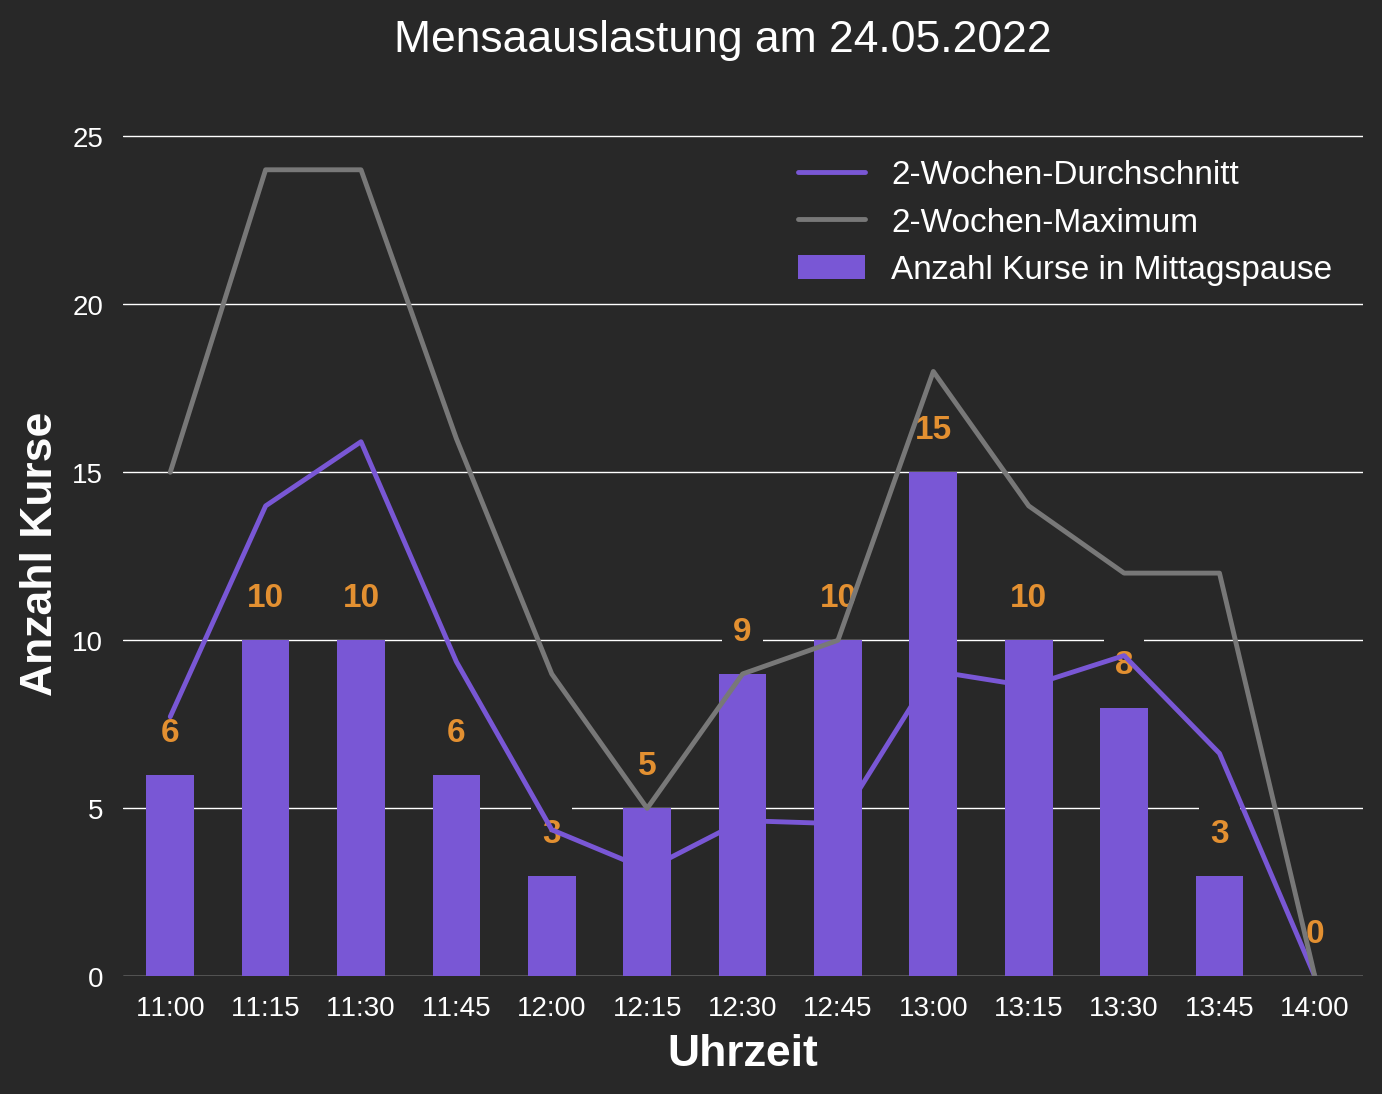 Mensaauslastung am 24.05.2022
25
2-Wochen-Durchschnitt
2-Wochen-Maximum
Anzahl Kurse in Mittagspause
20
15
10
5
0
Anzahl Kurse
6
10
10
6
3
5
9
10
15
10
8
3
0
11:00 11:15 11:30 11:45 12:00 12:15 12:30 12:45 13:00 13:15 13:30 13:45 14:00
Uhrzeit